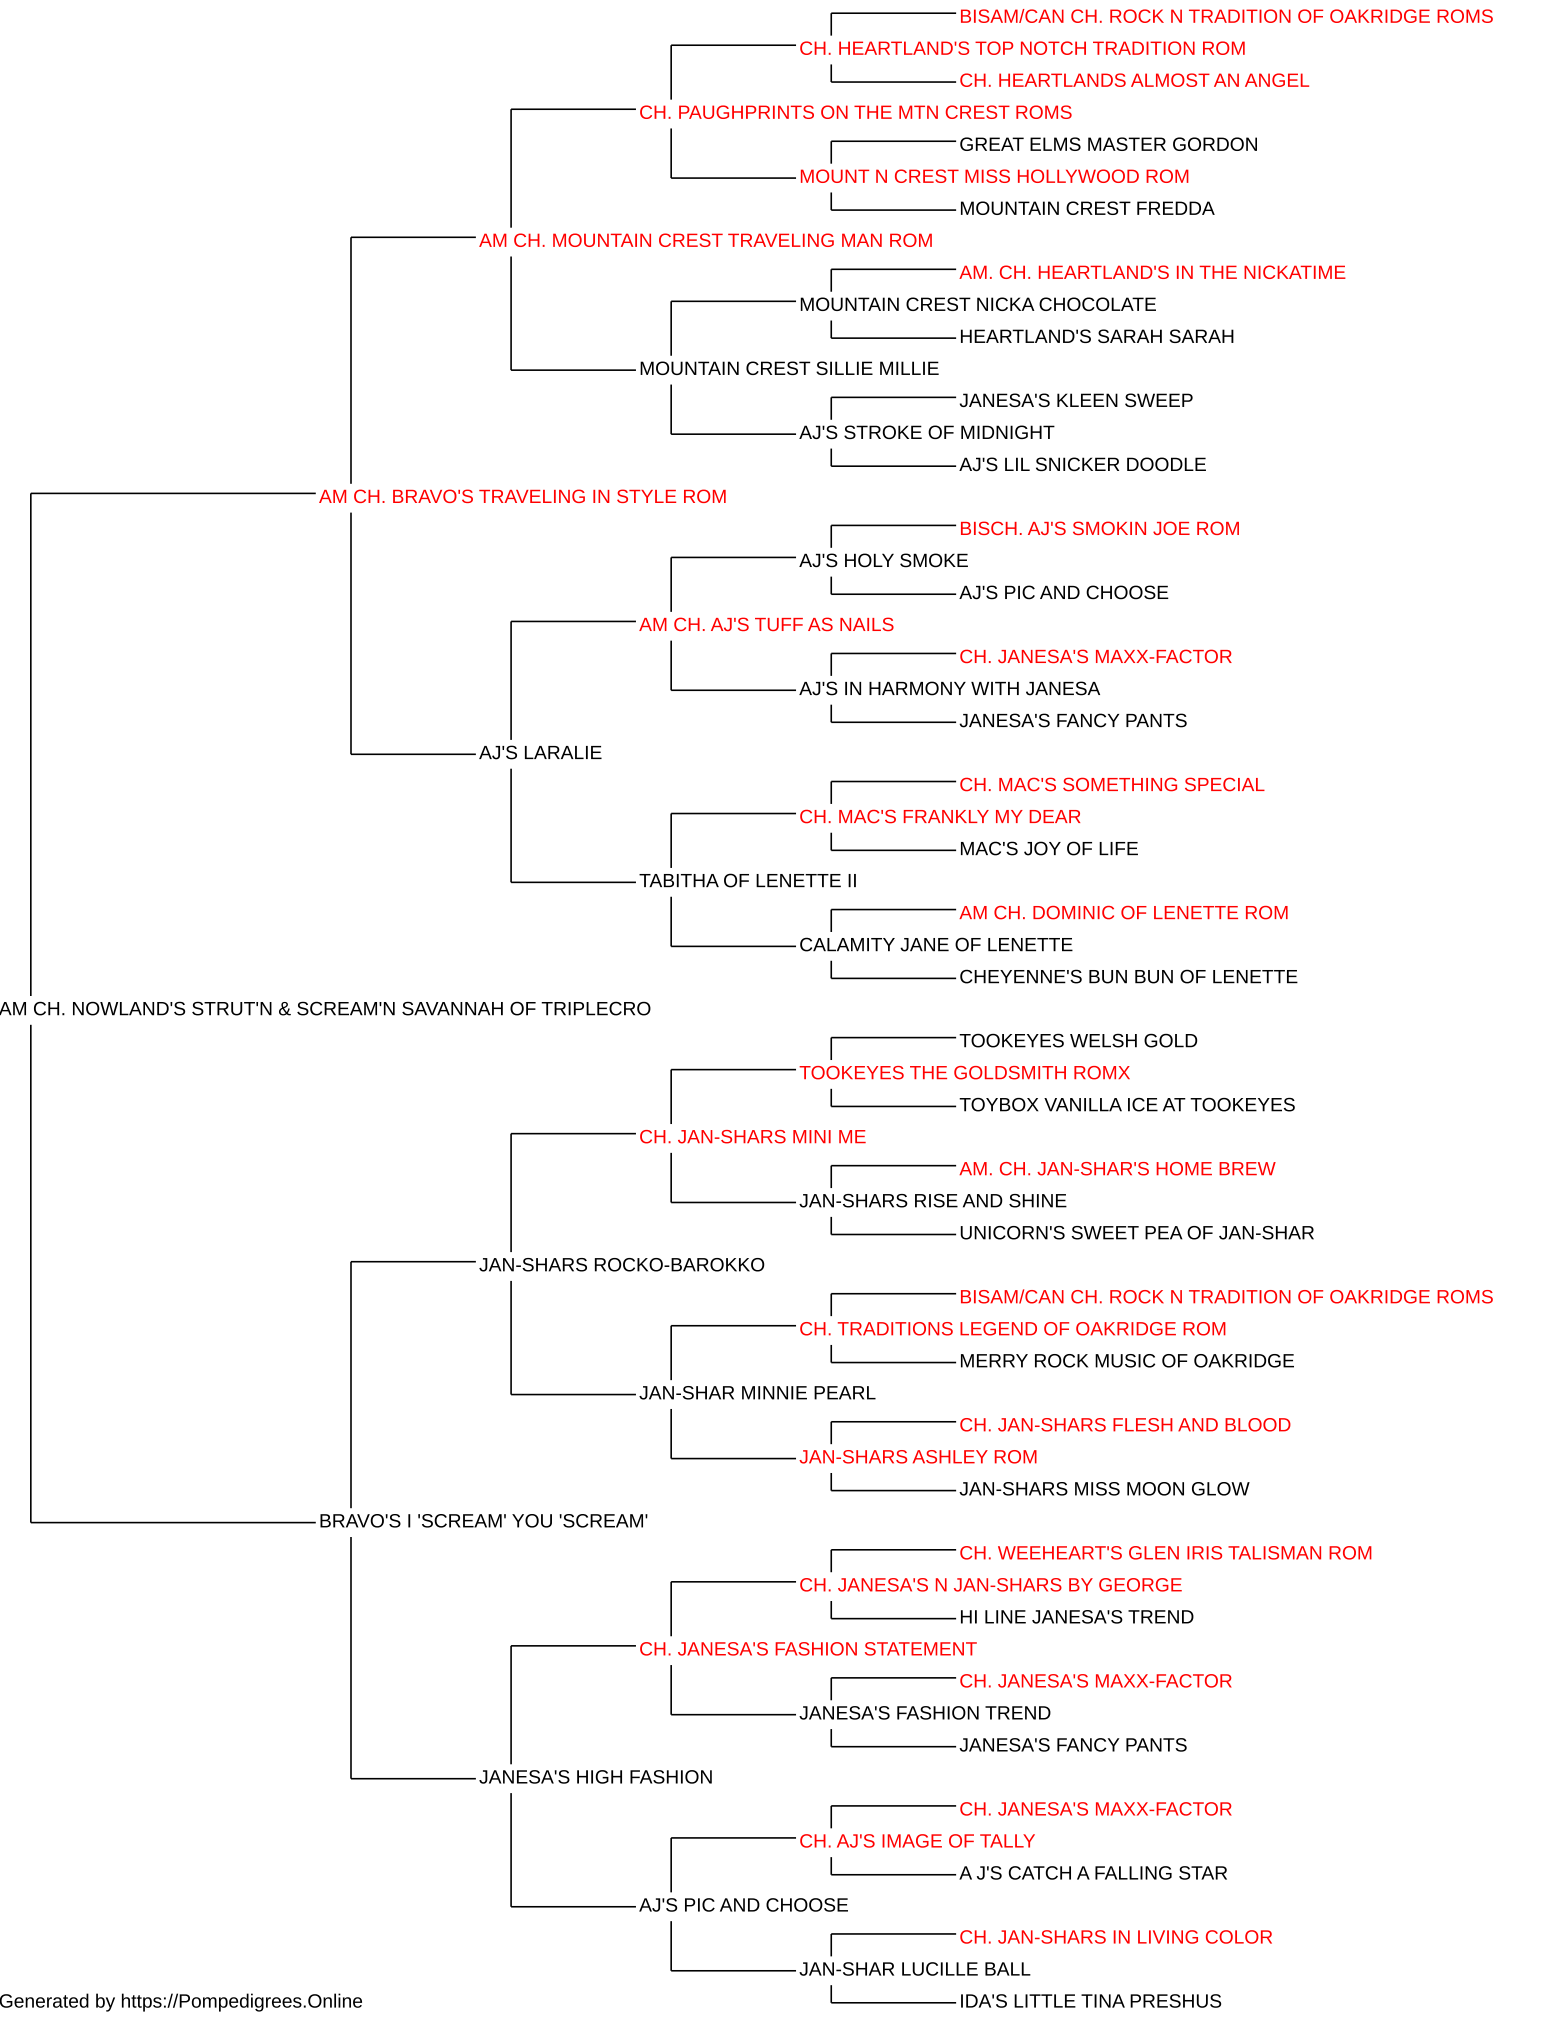 BISAM/CAN CH. ROCK N TRADITION OF OAKRIDGE ROMS
CH. HEARTLAND'S TOP NOTCH TRADITION ROM
CH. HEARTLANDS ALMOST AN ANGEL
CH. PAUGHPRINTS ON THE MTN CREST ROMS
GREAT ELMS MASTER GORDON
MOUNT N CREST MISS HOLLYWOOD ROM
MOUNTAIN CREST FREDDA
AM CH. MOUNTAIN CREST TRAVELING MAN ROM
AM. CH. HEARTLAND'S IN THE NICKATIME
MOUNTAIN CREST NICKA CHOCOLATE
HEARTLAND'S SARAH SARAH
MOUNTAIN CREST SILLIE MILLIE
JANESA'S KLEEN SWEEP
AJ'S STROKE OF MIDNIGHT
AJ'S LIL SNICKER DOODLE
AM CH. BRAVO'S TRAVELING IN STYLE ROM
BISCH. AJ'S SMOKIN JOE ROM
AJ'S HOLY SMOKE
AJ'S PIC AND CHOOSE
AM CH. AJ'S TUFF AS NAILS
CH. JANESA'S MAXX-FACTOR
AJ'S IN HARMONY WITH JANESA
JANESA'S FANCY PANTS
AJ'S LARALIE
CH. MAC'S SOMETHING SPECIAL
CH. MAC'S FRANKLY MY DEAR
MAC'S JOY OF LIFE
TABITHA OF LENETTE II
AM CH. DOMINIC OF LENETTE ROM
CALAMITY JANE OF LENETTE
CHEYENNE'S BUN BUN OF LENETTE
AM CH. NOWLAND'S STRUT'N & SCREAM'N SAVANNAH OF TRIPLECRO
TOOKEYES WELSH GOLD
TOOKEYES THE GOLDSMITH ROMX
TOYBOX VANILLA ICE AT TOOKEYES
CH. JAN-SHARS MINI ME
AM. CH. JAN-SHAR'S HOME BREW
JAN-SHARS RISE AND SHINE
UNICORN'S SWEET PEA OF JAN-SHAR
JAN-SHARS ROCKO-BAROKKO
BISAM/CAN CH. ROCK N TRADITION OF OAKRIDGE ROMS
CH. TRADITIONS LEGEND OF OAKRIDGE ROM
MERRY ROCK MUSIC OF OAKRIDGE
JAN-SHAR MINNIE PEARL
CH. JAN-SHARS FLESH AND BLOOD
JAN-SHARS ASHLEY ROM
JAN-SHARS MISS MOON GLOW
BRAVO'S I 'SCREAM' YOU 'SCREAM'
CH. WEEHEART'S GLEN IRIS TALISMAN ROM
CH. JANESA'S N JAN-SHARS BY GEORGE
HI LINE JANESA'S TREND
CH. JANESA'S FASHION STATEMENT
CH. JANESA'S MAXX-FACTOR
JANESA'S FASHION TREND
JANESA'S FANCY PANTS
JANESA'S HIGH FASHION
CH. JANESA'S MAXX-FACTOR
CH. AJ'S IMAGE OF TALLY
A J'S CATCH A FALLING STAR
AJ'S PIC AND CHOOSE
CH. JAN-SHARS IN LIVING COLOR
JAN-SHAR LUCILLE BALL
IDA'S LITTLE TINA PRESHUS
Generated by https://Pompedigrees.Online